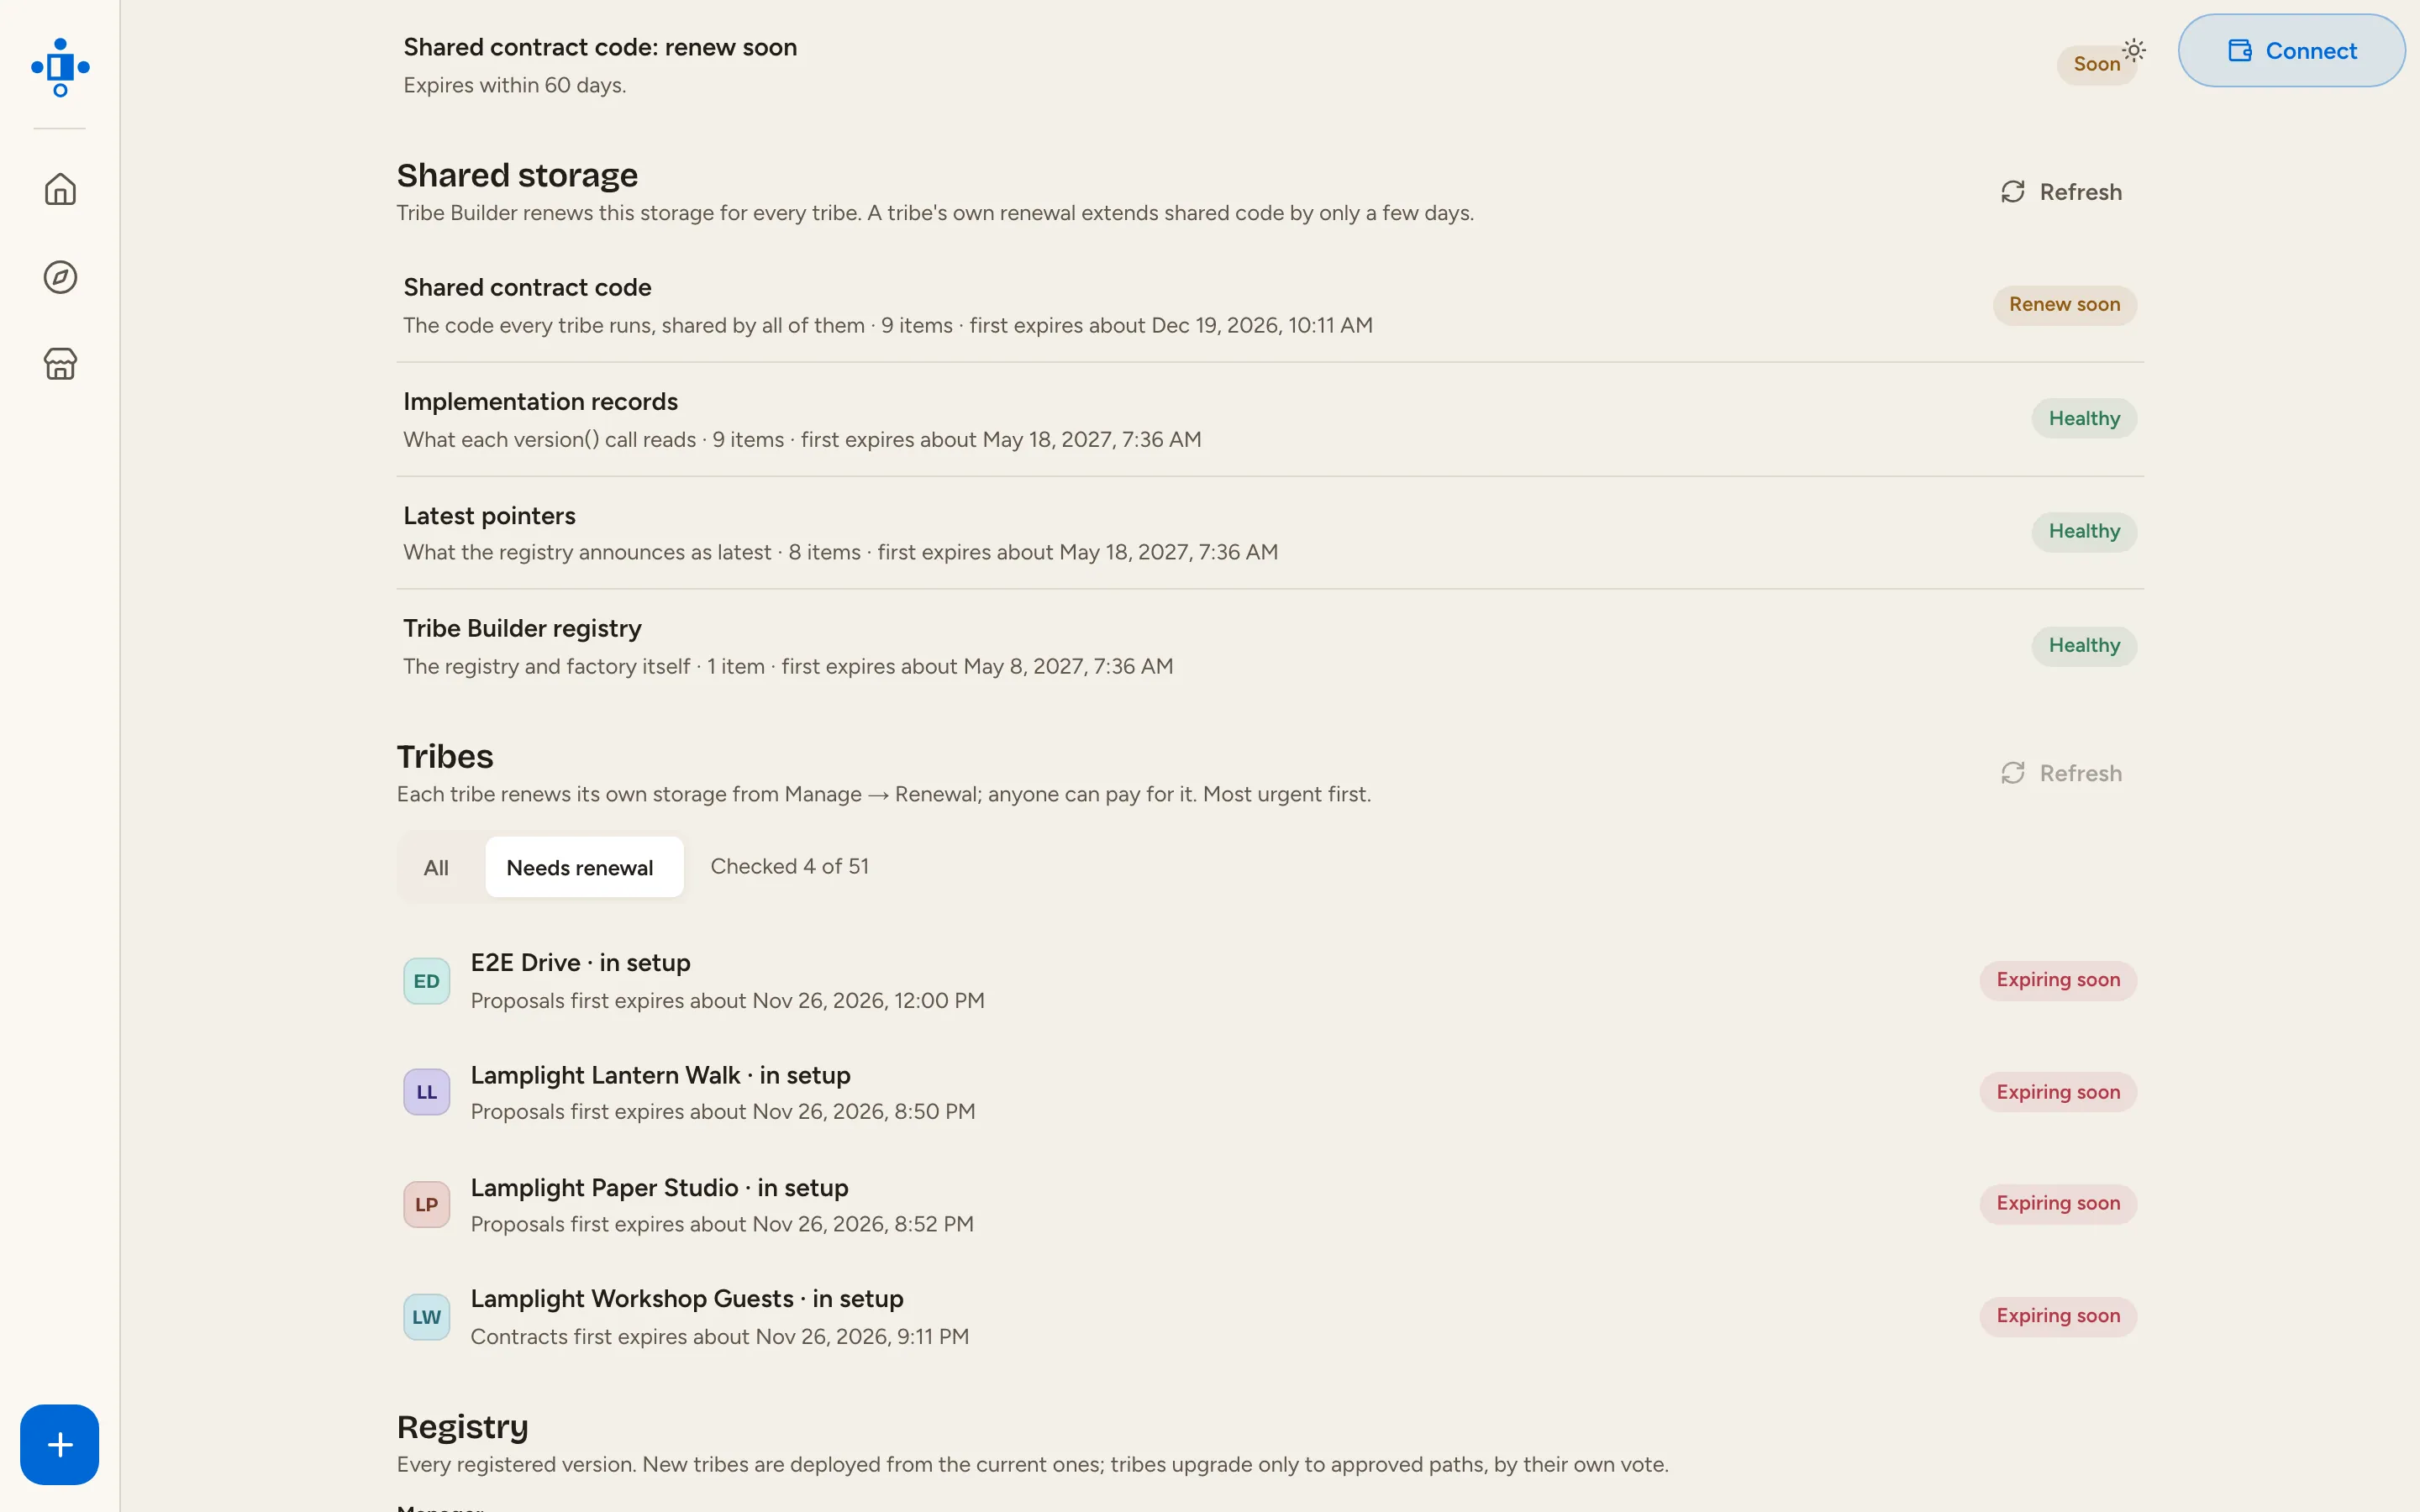 Shared contract code: renew soon
Expires within 60 days.
Soon
Connect
Shared storage
Tribe Builder renews this storage for every tribe. A tribe's own renewal extends shared code by only a few days.
Refresh
Shared contract code
The code every tribe runs, shared by all of them · 9 items · first expires about Dec 19, 2026, 10:11 AM
Renew soon
Implementation records
What each version() call reads · 9 items · first expires about May 18, 2027, 7:36 AM
Healthy
Latest pointers
What the registry announces as latest · 8 items · first expires about May 18, 2027, 7:36 AM
Healthy
Tribe Builder registry
The registry and factory itself · 1 item · first expires about May 8, 2027, 7:36 AM
Healthy
Tribes
Each tribe renews its own storage from Manage → Renewal; anyone can pay for it. Most urgent first.
Refresh
All
Needs renewal
Checked 4 of 51
ED
E2E Drive · in setup
Proposals first expires about Nov 26, 2026, 12:00 PM
Expiring soon
LL
Lamplight Lantern Walk · in setup
Proposals first expires about Nov 26, 2026, 8:50 PM
Expiring soon
LP
Lamplight Paper Studio · in setup
Proposals first expires about Nov 26, 2026, 8:52 PM
Expiring soon
LW
Lamplight Workshop Guests · in setup
Contracts first expires about Nov 26, 2026, 9:11 PM
Expiring soon
Registry
Every registered version. New tribes are deployed from the current ones; tribes upgrade only to approved paths, by their own vote.